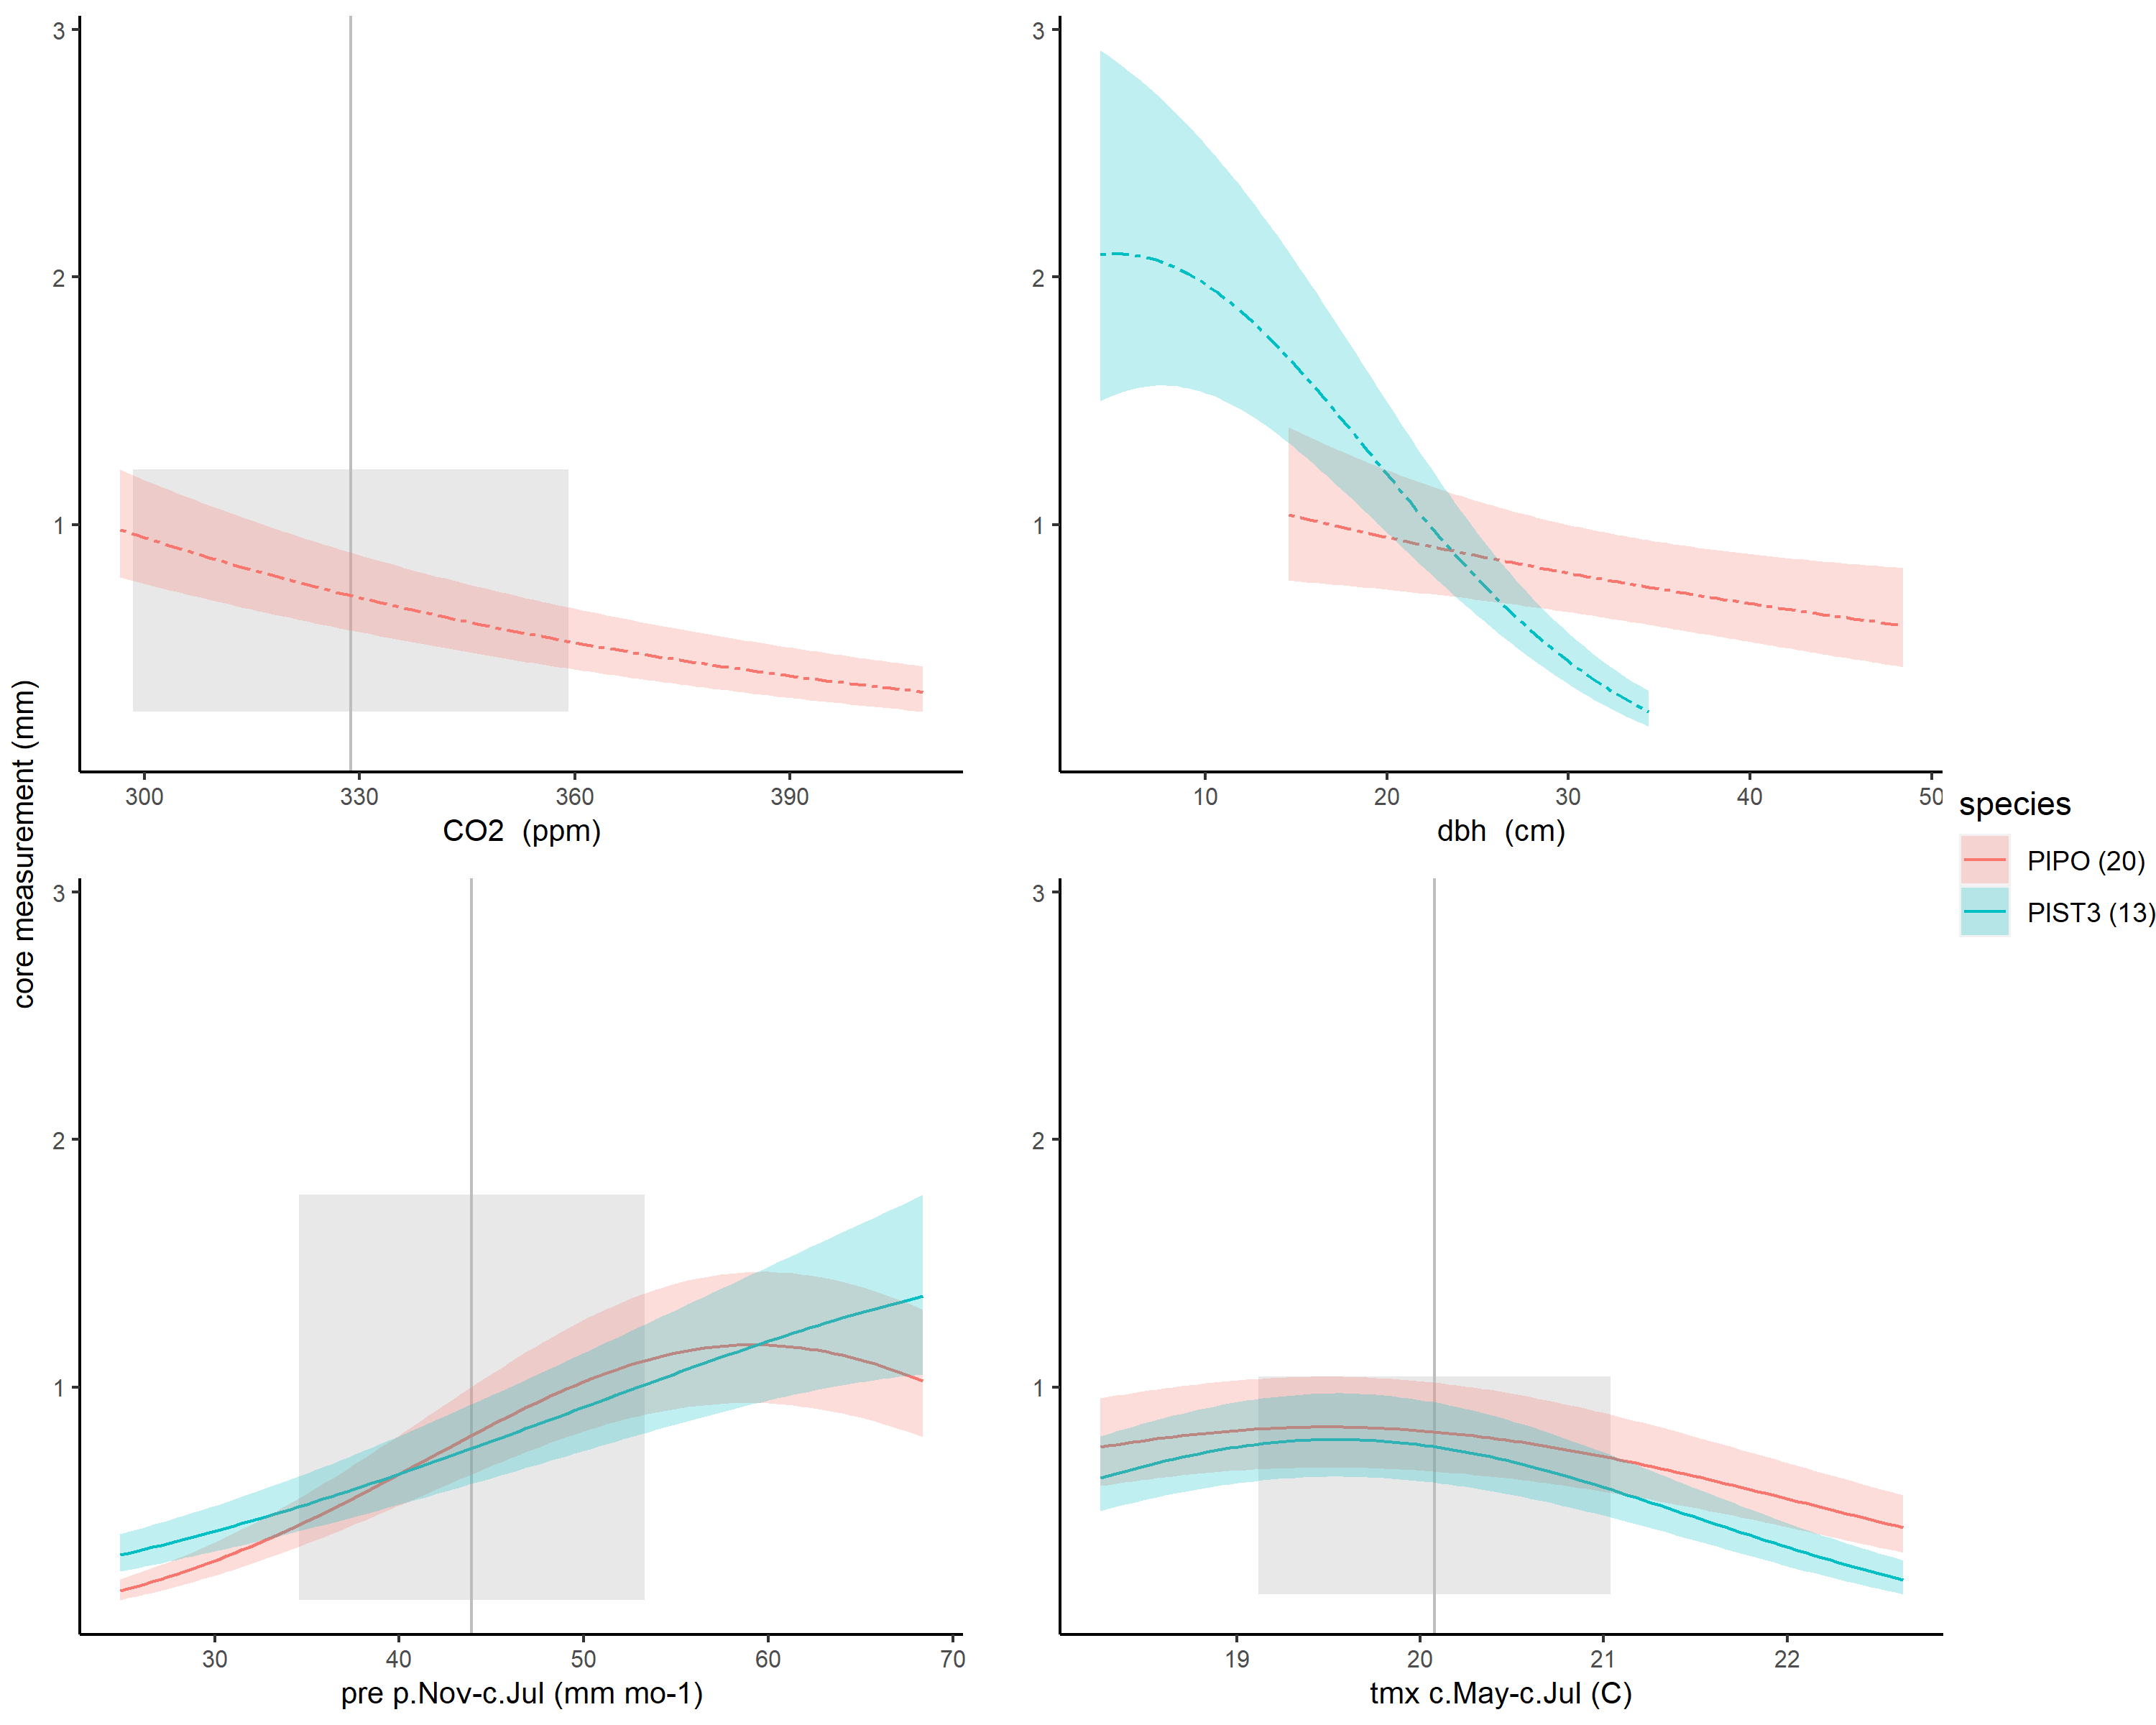 3
2
1
300 330 360 390
CO2 (ppm)
3
2
1
10 20 30 40 50
dbh (cm)
core measurement (mm)
species
PIPO (20)
PIST3 (13)
3
2
1
30 40 50 60 70
pre p.Nov-c.Jul (mm mo-1)
3
2
1
19 20 21 22
tmx c.May-c.Jul (C)